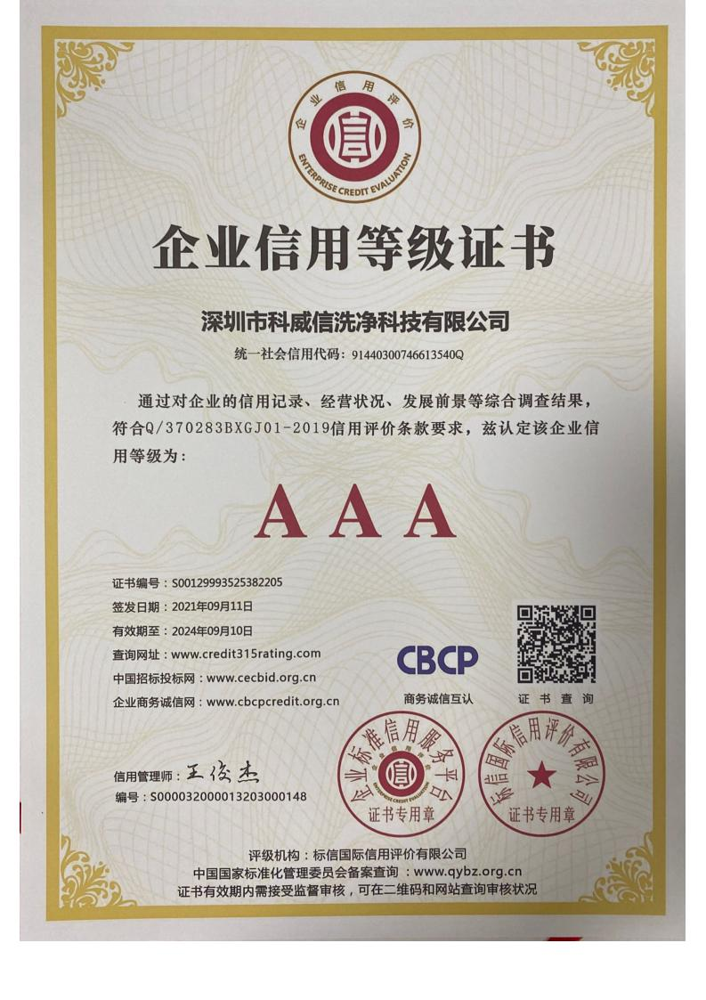 企业信用评价
信
ENTERPRISE CREDIT EVALUATION
企业信用等级证书
深圳市科威信洗净科技有限公司
统一社会信用代码：91440300746613540Q
通过对企业的信用记录、经营状况、发展前景等综合调查结果，
符合Q/370283BXGJ01-2019信用评价条款要求，兹认定该企业信
用等级为：
AAA
证书编号：S00129993525382205
签发日期：2021年09月11日
有效期至：2024年09月10日
查询网址：www.credit315rating.com
中国招标投标网：www.cecbid.org.cn
企业商务诚信网：www.cbcpcredit.org.cn
CBCP
商务诚信互认
证书查询
信用管理师：王俊杰
编号：S000032000013203000148
企业标准信用服务平台
企业信用评价
信
ENTERPRISE CREDIT EVALUATION
证书专用章
标信国际信用评价有限公司
证书专用章
评级机构：标信国际信用评价有限公司
中国国家标准化管理委员会备案查询：www.qybz.org.cn
证书有效期内需接受监督审核，可在二维码和网站查询审核状况